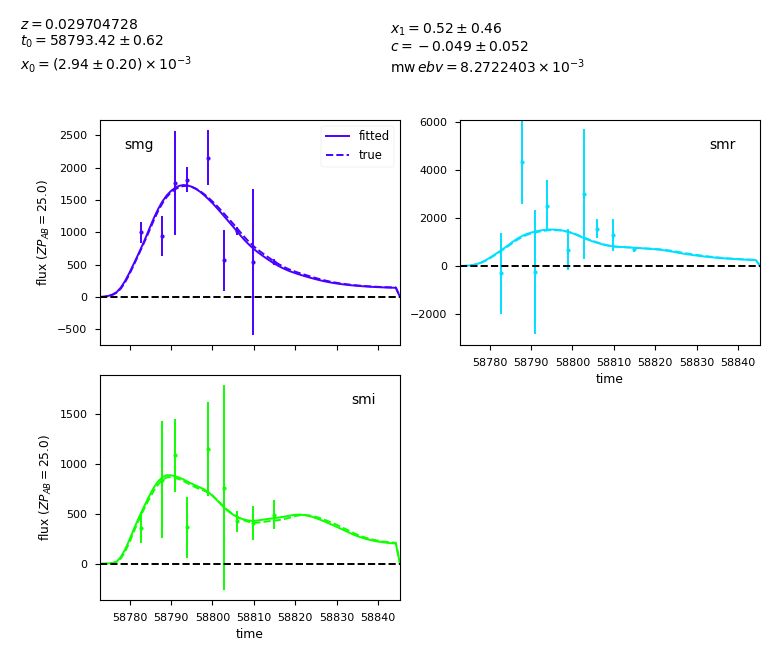 z = 0.029704728
t₀ = 58793.42 ± 0.62
x₀ = (2.94 ± 0.20) × 10⁻³
x₁ = 0.52 ± 0.46
c = −0.049 ± 0.052
mw ebv = 8.2722403 × 10⁻³
smg
fitted
true
flux (ZP_AB = 25.0)
2500
2000
1500
1000
500
0
−500
smr
6000
4000
2000
0
−2000
58780 58790 58800 58810 58820 58830 58840
time
smi
flux (ZP_AB = 25.0)
1500
1000
500
0
58780 58790 58800 58810 58820 58830 58840
time